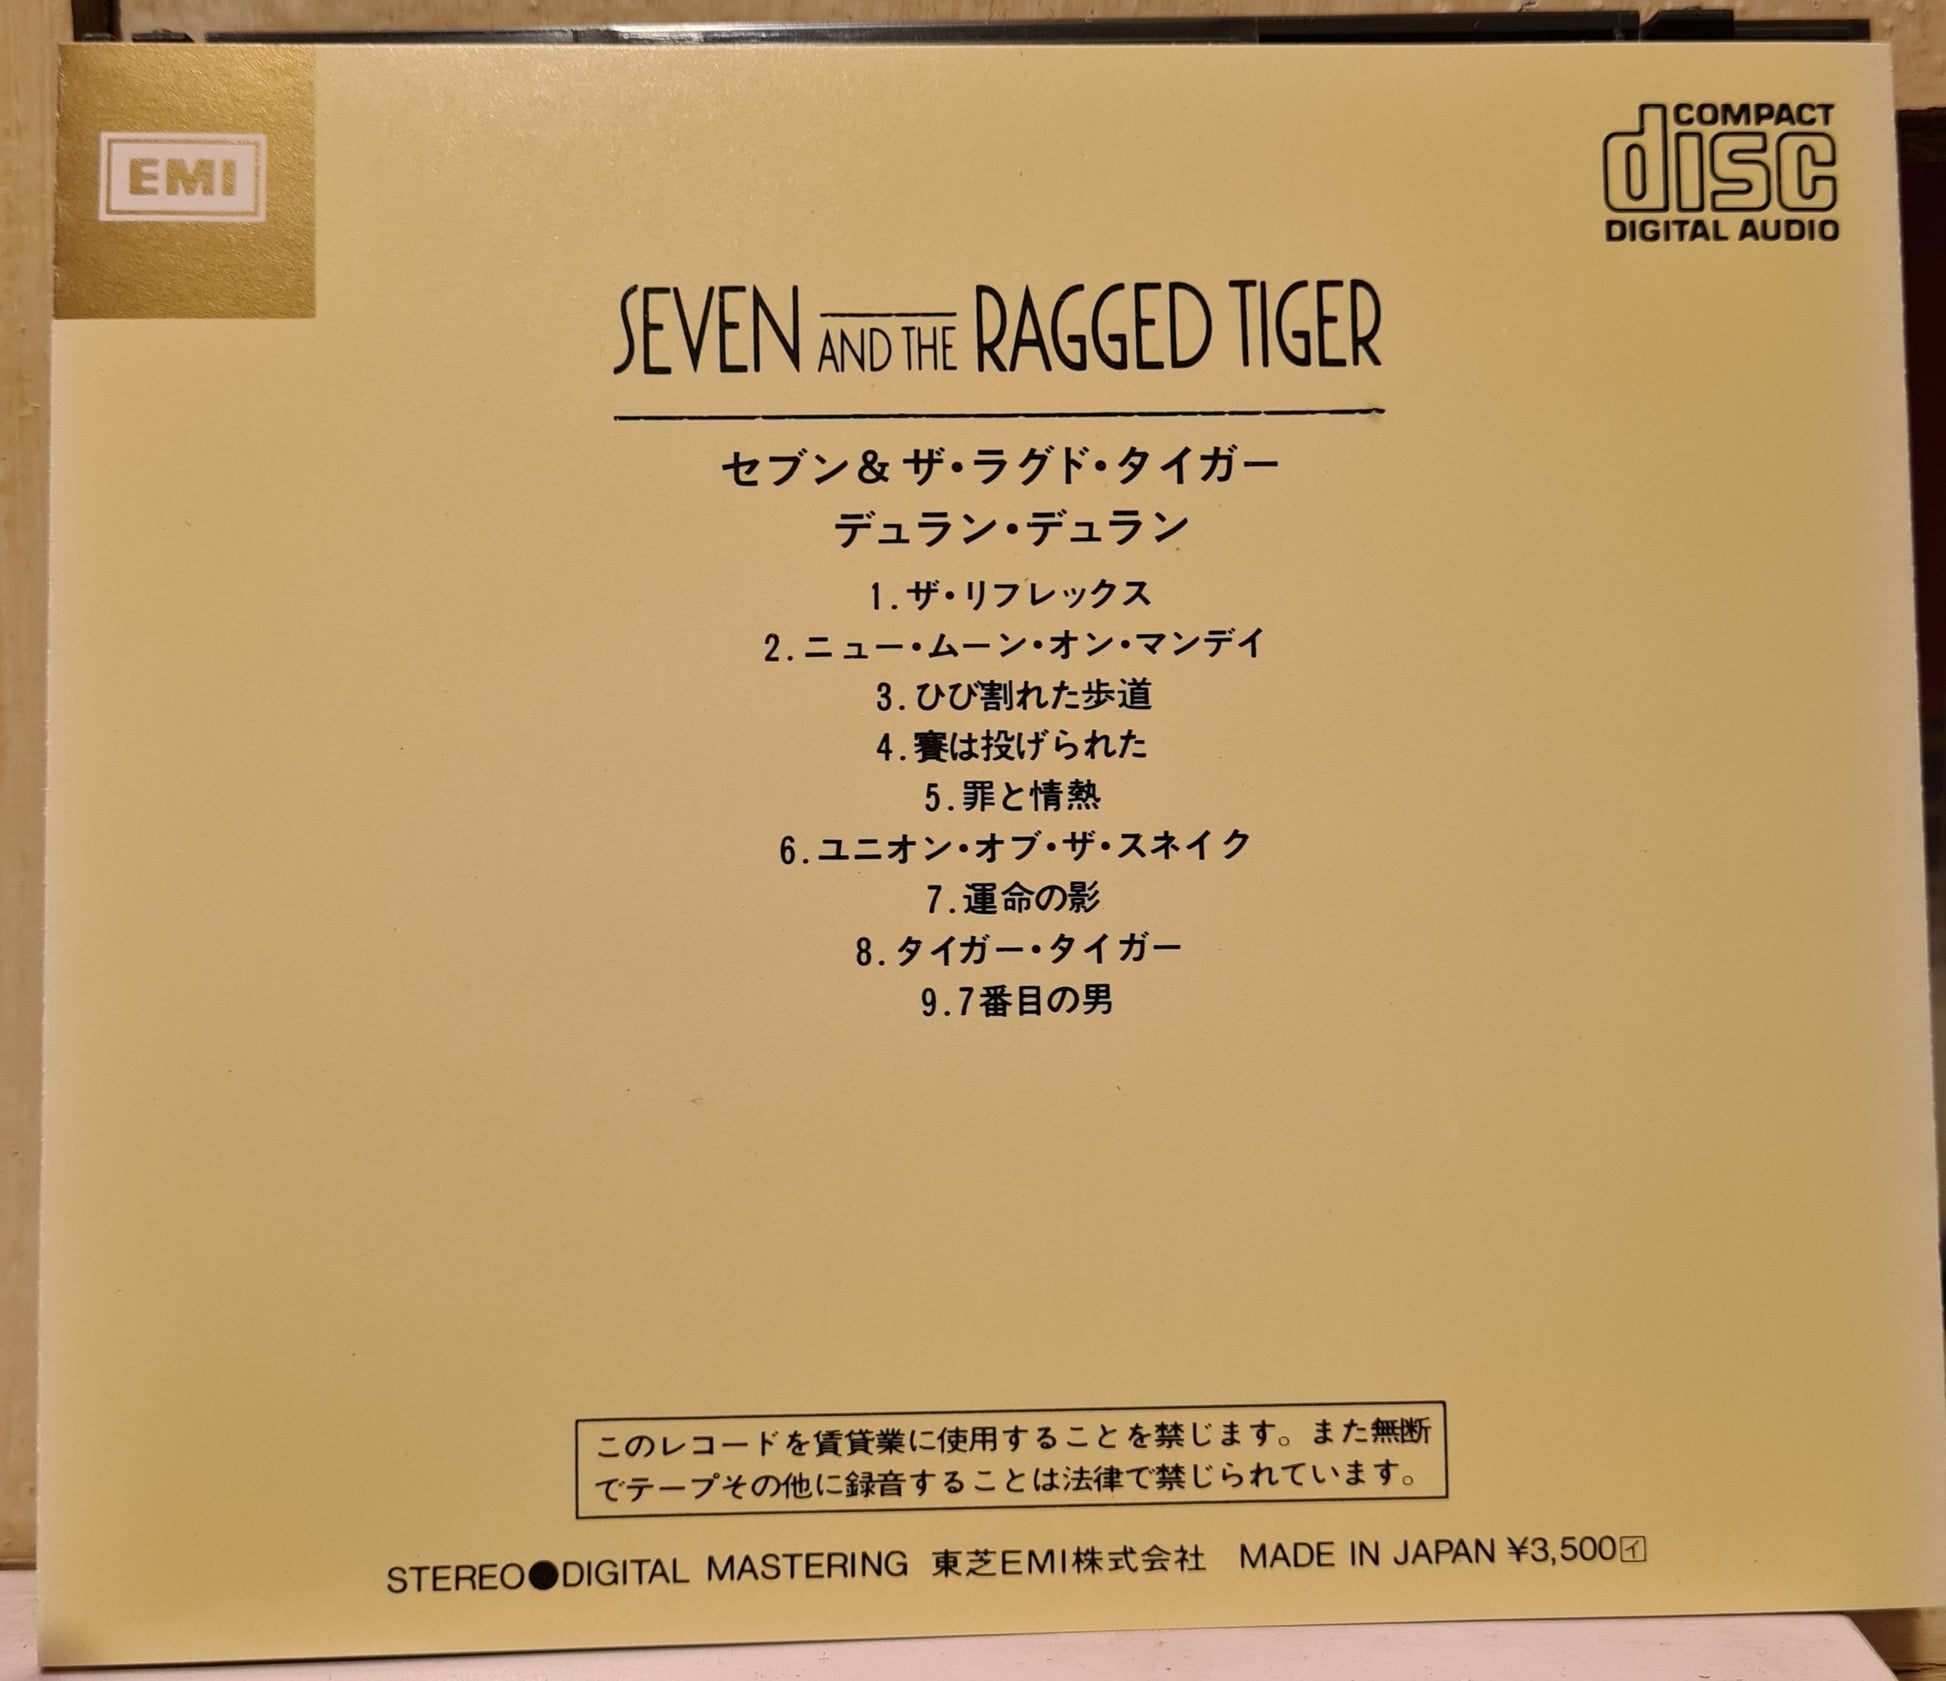 EMI
COMPACT
disc
DIGITAL AUDIO
SEVEN AND THE RAGGED TIGER
セブン&ザ・ラグド・タイガー
デュラン・デュラン
1.ザ・リフレックス
2.ニュー・ムーン・オン・マンデイ
3.ひび割れた歩道
4.賽は投げられた
5.罪と情熱
6.ユニオン・オブ・ザ・スネイク
7.運命の影
8.タイガー・タイガー
9.7番目の男
このレコードを賃貸業に使用することを禁じます。また無断
でテープその他に録音することは法律で禁じられています。
STEREO●DIGITAL MASTERING 東芝EMI株式会社 MADE IN JAPAN ¥3,500イ